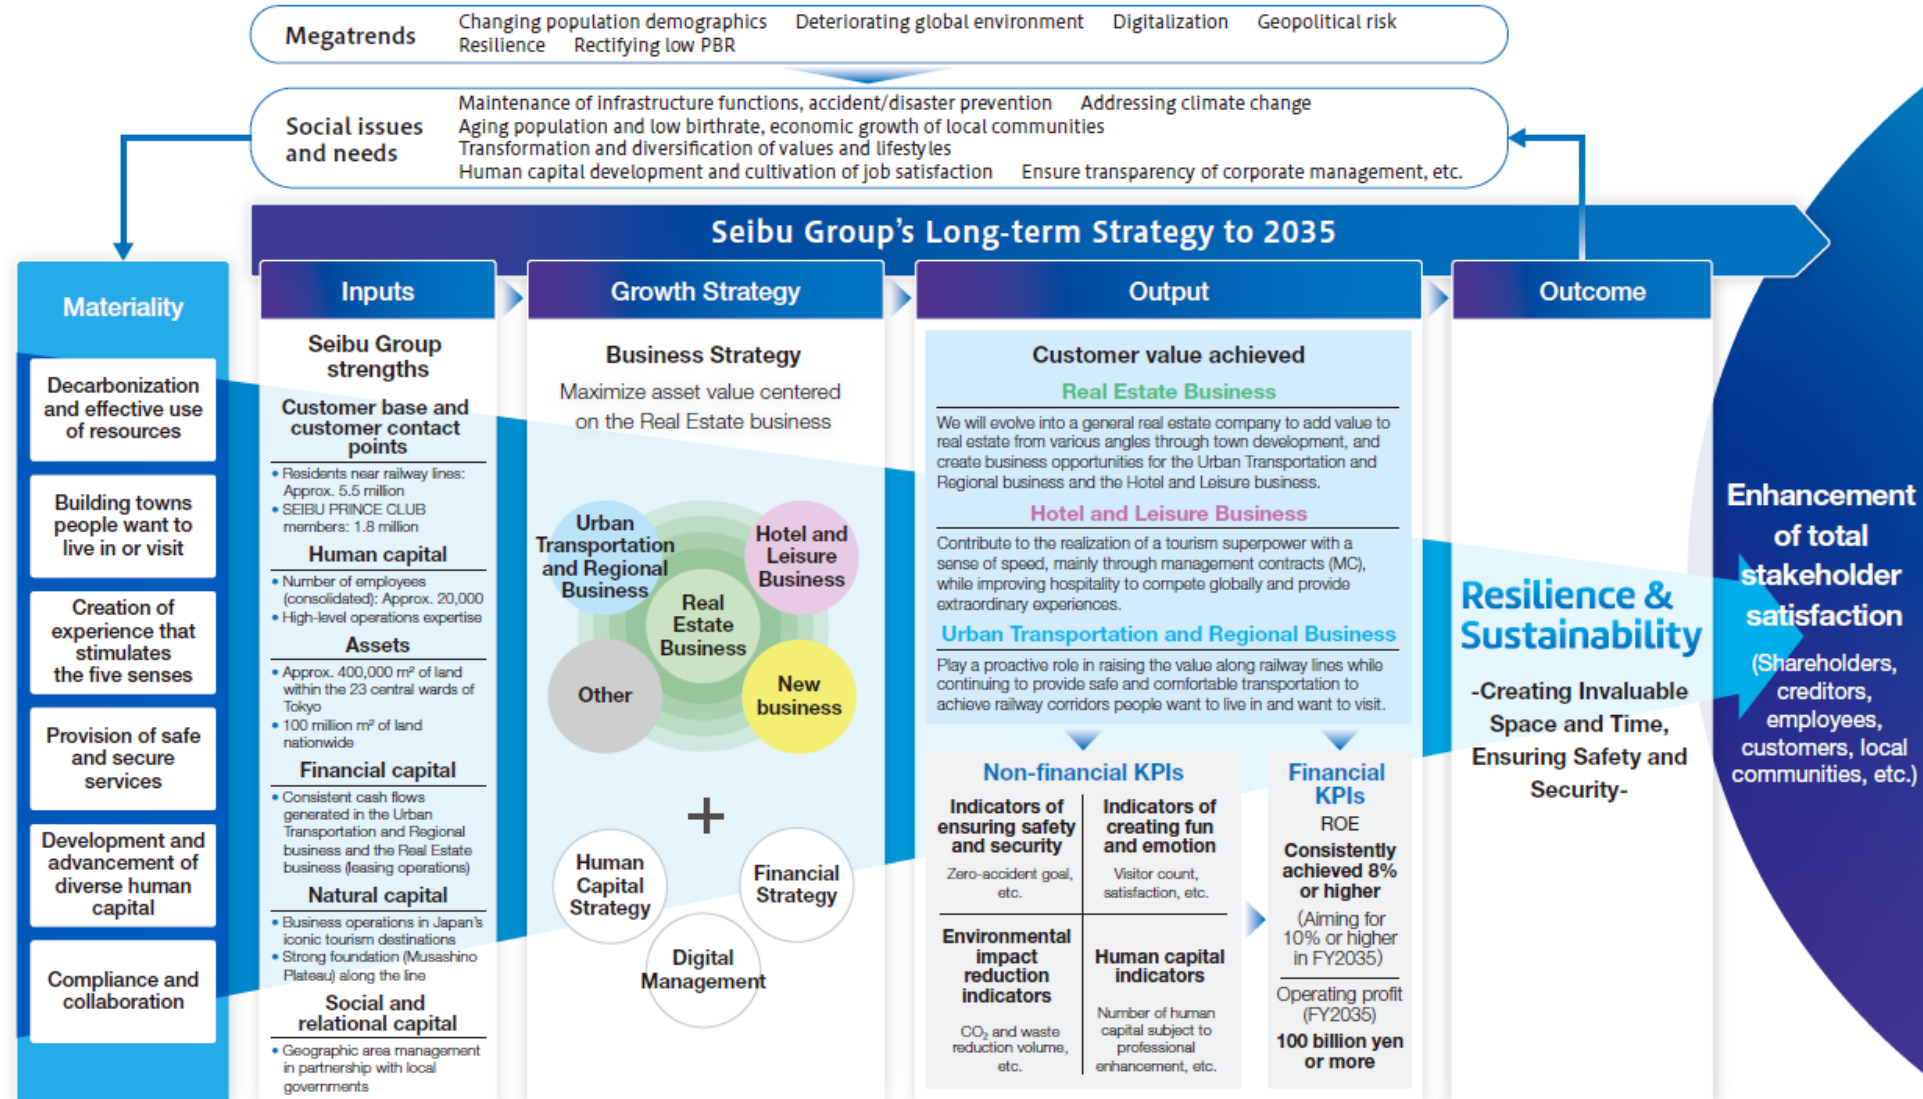 Megatrends
Changing population demographics Deteriorating global environment Digitalization Geopolitical risk
Resilience Rectifying low PBR
Social issues
and needs
Maintenance of infrastructure functions, accident/disaster prevention Addressing climate change
Aging population and low birthrate, economic growth of local communities
Transformation and diversification of values and lifestyles
Human capital development and cultivation of job satisfaction Ensure transparency of corporate management, etc.
Seibu Group's Long-term Strategy to 2035
Materiality
Decarbonization
and effective use
of resources
Building towns
people want to
live in or visit
Creation of
experience that
stimulates
the five senses
Provision of safe
and secure
services
Development and
advancement of
diverse human
capital
Compliance and
collaboration
Inputs
Seibu Group
strengths
Customer base and
customer contact
points
• Residents near railway lines:
Approx. 5.5 million
• SEIBU PRINCE CLUB
members: 1.8 million
Human capital
• Number of employees
(consolidated): Approx. 20,000
• High-level operations expertise
Assets
• Approx. 400,000 m² of land
within the 23 central wards of
Tokyo
• 100 million m² of land
nationwide
Financial capital
• Consistent cash flows
generated in the Urban
Transportation and Regional
business and the Real Estate
business (leasing operations)
Natural capital
• Business operations in Japan's
iconic tourism destinations
• Strong foundation (Musashino
Plateau) along the line
Social and
relational capital
• Geographic area management
in partnership with local
governments
Growth Strategy
Business Strategy
Maximize asset value centered
on the Real Estate business
Urban
Transportation
and Regional
Business
Hotel and
Leisure
Business
Real
Estate
Business
Other
New
business
+
Human
Capital
Strategy
Financial
Strategy
Digital
Management
Output
Customer value achieved
Real Estate Business
We will evolve into a general real estate company to add value to
real estate from various angles through town development, and
create business opportunities for the Urban Transportation and
Regional business and the Hotel and Leisure business.
Hotel and Leisure Business
Contribute to the realization of a tourism superpower with a
sense of speed, mainly through management contracts (MC),
while improving hospitality to compete globally and provide
extraordinary experiences.
Urban Transportation and Regional Business
Play a proactive role in raising the value along railway lines while
continuing to provide safe and comfortable transportation to
achieve railway corridors people want to live in and want to visit.
Non-financial KPIs
Indicators of
ensuring safety
and security
Zero-accident goal,
etc.
Indicators of
creating fun
and emotion
Visitor count,
satisfaction, etc.
Environmental
impact
reduction
indicators
CO₂ and waste
reduction volume,
etc.
Human capital
indicators
Number of human
capital subject to
professional
enhancement, etc.
Financial
KPIs
ROE
Consistently
achieved 8%
or higher
(Aiming for
10% or higher
in FY2035)
Operating profit
(FY2035)
100 billion yen
or more
Outcome
Resilience &
Sustainability
-Creating Invaluable
Space and Time,
Ensuring Safety and
Security-
Enhancement
of total
stakeholder
satisfaction
(Shareholders,
creditors,
employees,
customers, local
communities, etc.)